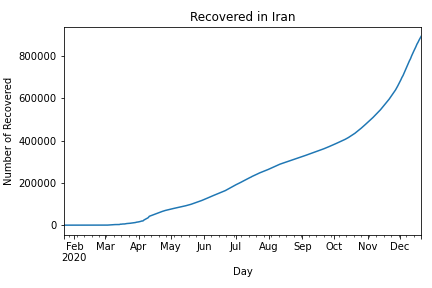 Recovered in Iran
Number of Recovered
800000
600000
400000
200000
0
Feb Mar Apr May Jun Jul Aug Sep Oct Nov Dec
2020
Day